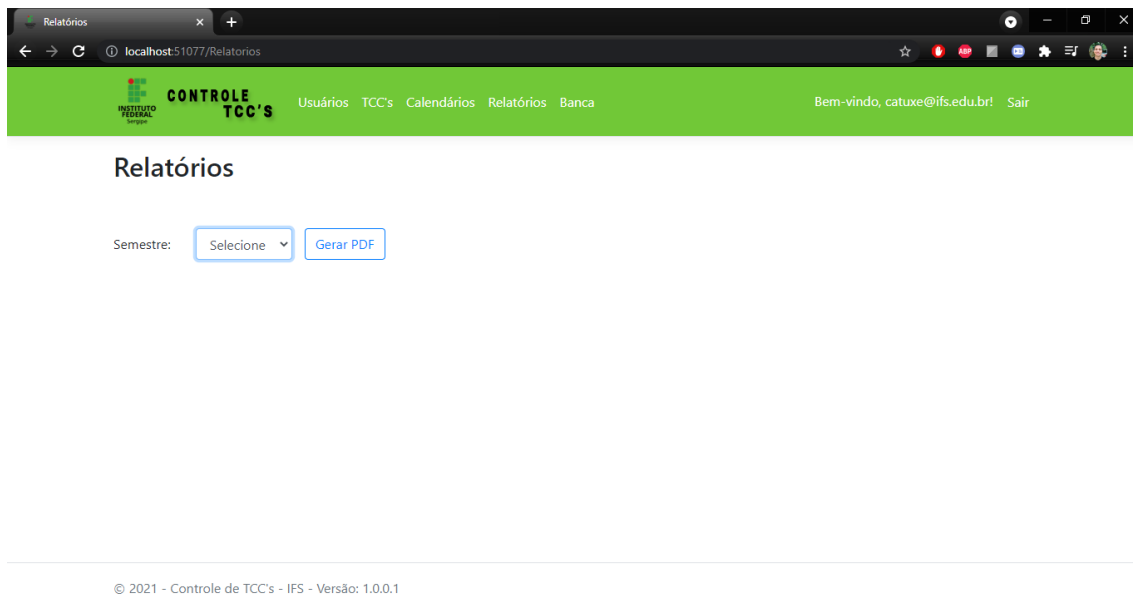 Relatórios
localhost:51077/Relatorios
ABP
INSTITUTO
FEDERAL
Sergipe
CONTROLE
TCC'S
Usuários TCC's Calendários Relatórios Banca
Bem-vindo, catuxe@ifs.edu.br! Sair
Relatórios
Semestre: Selecione Gerar PDF
© 2021 - Controle de TCC's - IFS - Versão: 1.0.0.1